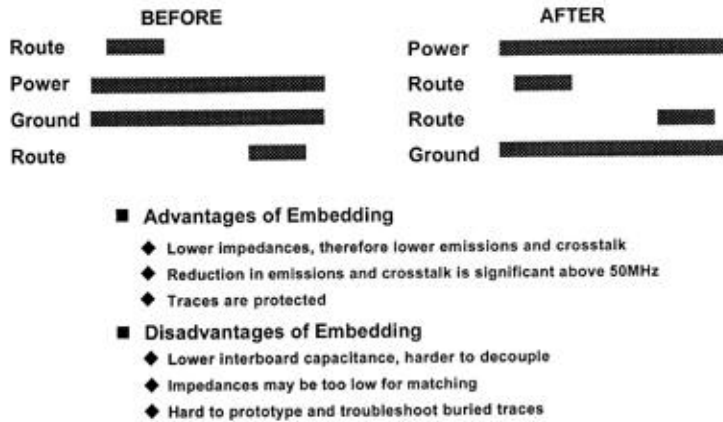 BEFORE
Route
Power
Ground
Route
AFTER
Power
Route
Route
Ground
■ Advantages of Embedding
◆ Lower impedances, therefore lower emissions and crosstalk
◆ Reduction in emissions and crosstalk is significant above 50MHz
◆ Traces are protected
■ Disadvantages of Embedding
◆ Lower interboard capacitance, harder to decouple
◆ Impedances may be too low for matching
◆ Hard to prototype and troubleshoot buried traces